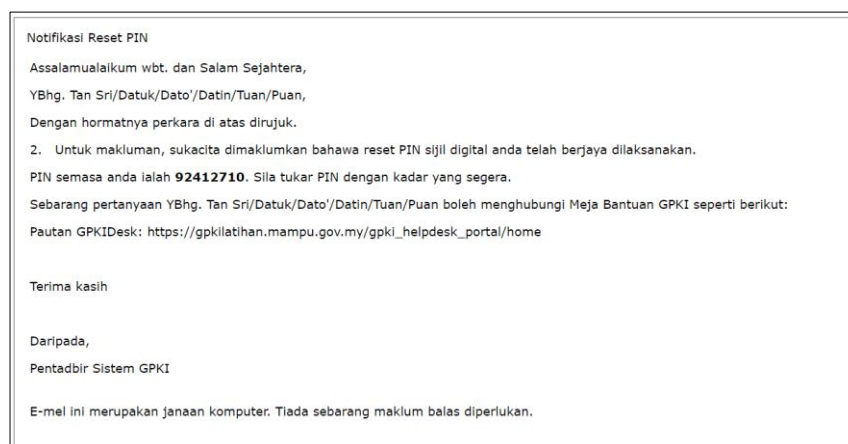 Notifikasi Reset PIN
Assalamualaikum wbt. dan Salam Sejahtera,
YBhg. Tan Sri/Datuk/Dato'/Datin/Tuan/Puan,
Dengan hormatnya perkara di atas dirujuk.
2. Untuk makluman, sukacita dimaklumkan bahawa reset PIN sijil digital anda telah berjaya dilaksanakan.
PIN semasa anda ialah 92412710. Sila tukar PIN dengan kadar yang segera.
Sebarang pertanyaan YBhg. Tan Sri/Datuk/Dato'/Datin/Tuan/Puan boleh menghubungi Meja Bantuan GPKI seperti berikut:
Pautan GPKIDesk: https://gpkilatihan.mampu.gov.my/gpki_helpdesk_portal/home
Terima kasih
Daripada,
Pentadbir Sistem GPKI
E-mel ini merupakan janaan komputer. Tiada sebarang maklum balas diperlukan.